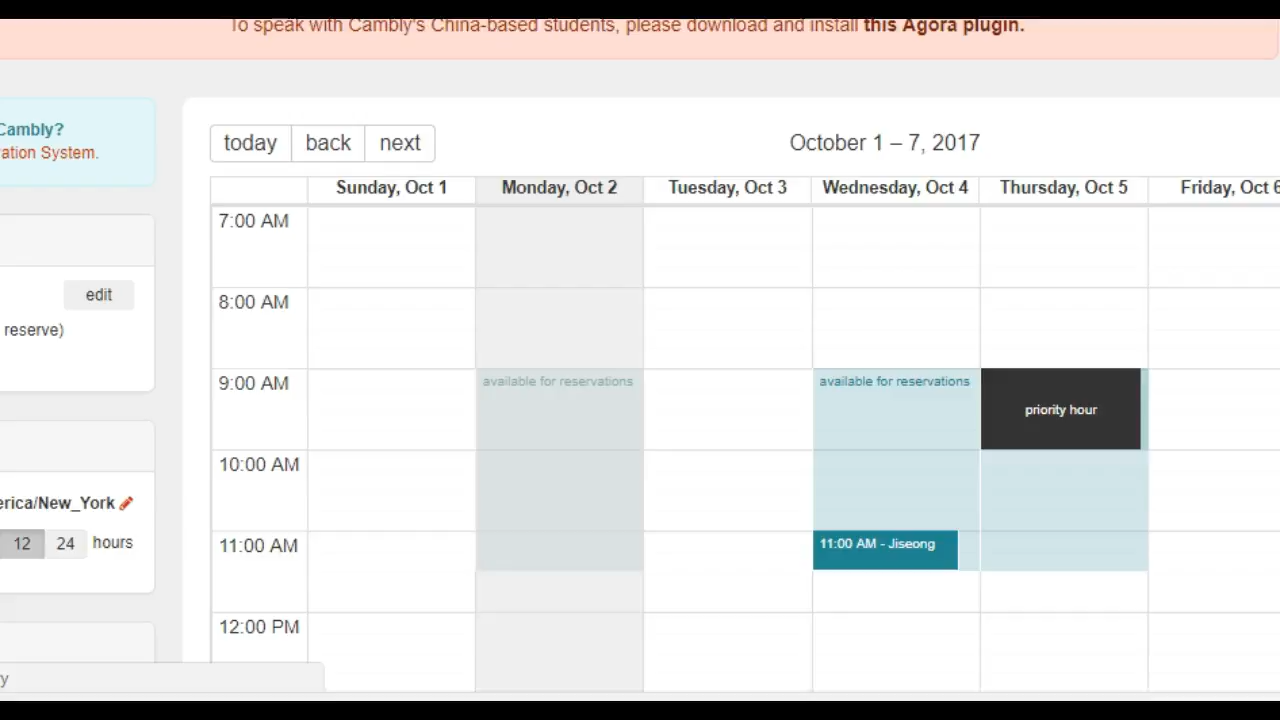 To speak with Cambly's China-based students, please download and install this Agora plugin.
Cambly?
ation System.
edit
reserve)
erica/New_York
12 24 hours
y
today back next
October 1 – 7, 2017
Sunday, Oct 1 Monday, Oct 2 Tuesday, Oct 3 Wednesday, Oct 4 Thursday, Oct 5 Friday, Oct 6
7:00 AM
8:00 AM
9:00 AM
available for reservations available for reservations
priority hour
10:00 AM
11:00 AM
11:00 AM - Jiseong
12:00 PM